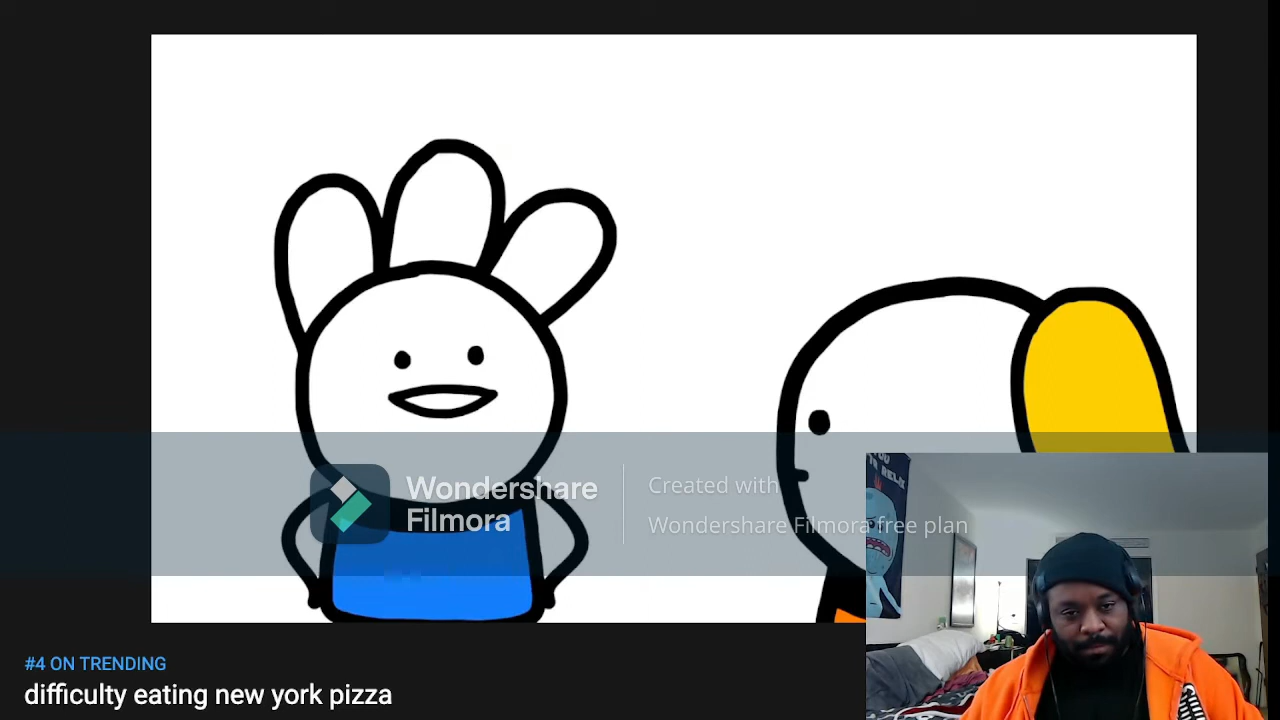 Wondershare
Filmora
Created with
Wondershare Filmora free plan
#4 ON TRENDING
difficulty eating new york pizza